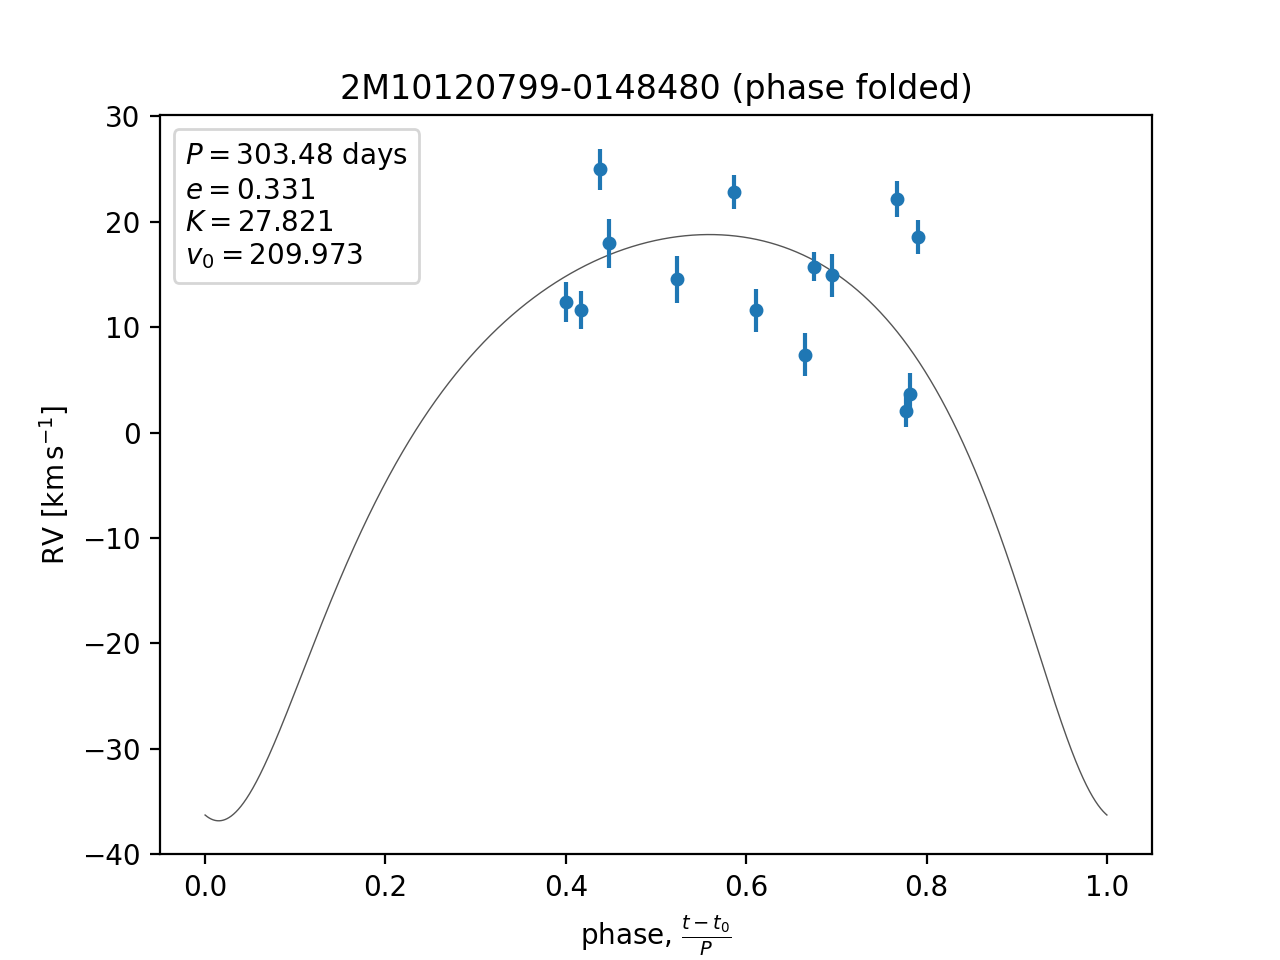 2M10120799-0148480 (phase folded)
P = 303.48 days
e = 0.331
K = 27.821
v₀ = 209.973
30
20
10
0
−10
−20
−30
−40
RV [km s⁻¹]
0.0 0.2 0.4 0.6 0.8 1.0
phase, (t − t₀)/P